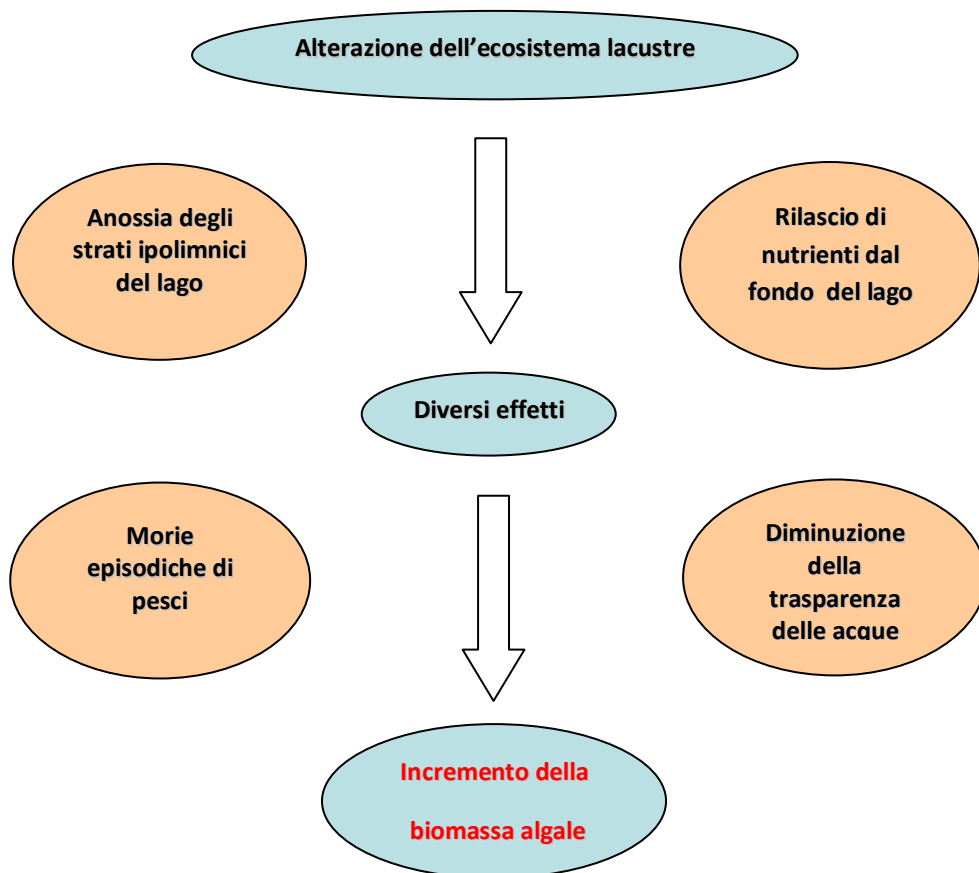 Alterazione dell’ecosistema lacustre
Anossia degli
strati ipolimnici
del lago
Rilascio di
nutrienti dal
fondo del lago
Diversi effetti
Morie
episodiche di
pesci
Diminuzione
della
trasparenza
delle acque
Incremento della
biomassa algale